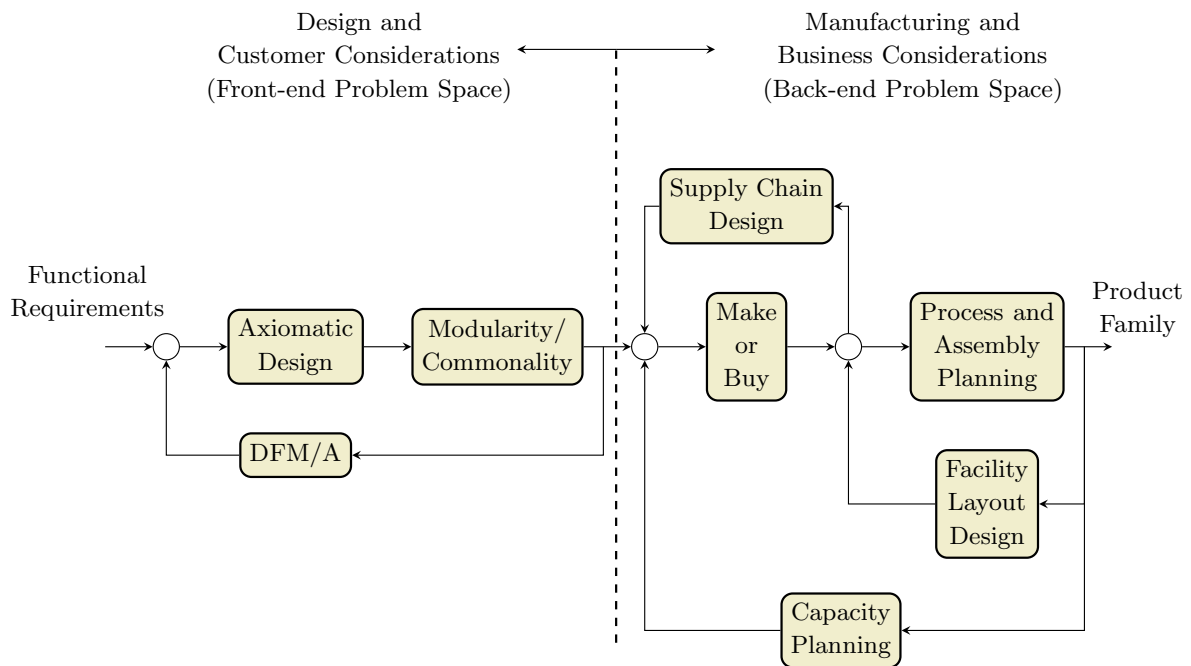 Design and
Customer Considerations
(Front-end Problem Space)
Manufacturing and
Business Considerations
(Back-end Problem Space)
Supply Chain
Design
Functional
Requirements
Axiomatic
Design
Modularity/
Commonality
Make
or
Buy
Process and
Assembly
Planning
Product
Family
DFM/A
Facility
Layout
Design
Capacity
Planning